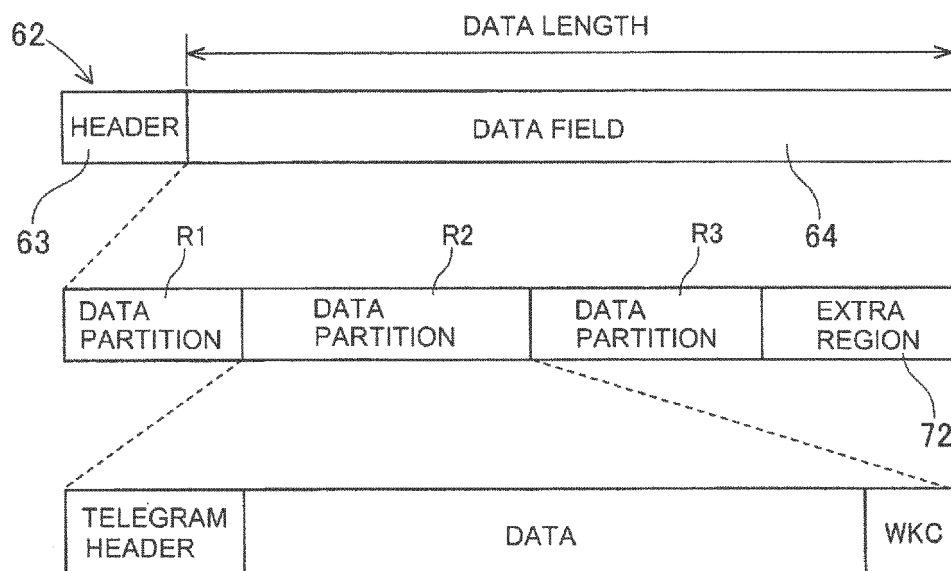 62
DATA LENGTH
HEADER
DATA FIELD
63
R1
R2
R3
64
DATA
PARTITION
DATA
PARTITION
DATA
PARTITION
EXTRA
REGION
72
TELEGRAM
HEADER
DATA
WKC